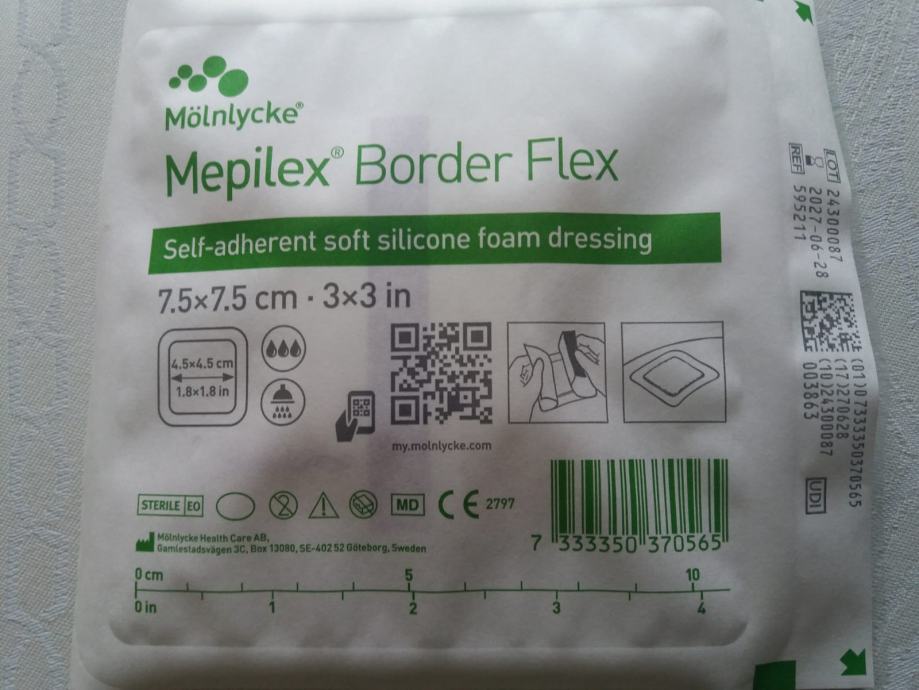 Mölnlycke®
Mepilex® Border Flex
Self-adherent soft silicone foam dressing
7.5×7.5 cm · 3×3 in
4.5×4.5 cm
1.8×1.8 in
my.molnlycke.com
STERILE EO
2
MD
CE 2797
Mölnlycke Health Care AB,
Gamlestadsvägen 3C, Box 13080, SE-402 52 Göteborg, Sweden
7 333350 370565
0 cm 5 10
0 in 1 2 3 4
LOT 24300087
2027-06-28
REF 595211
(01)07333350370565
(17)270628
(10)24300087
003863
UDI